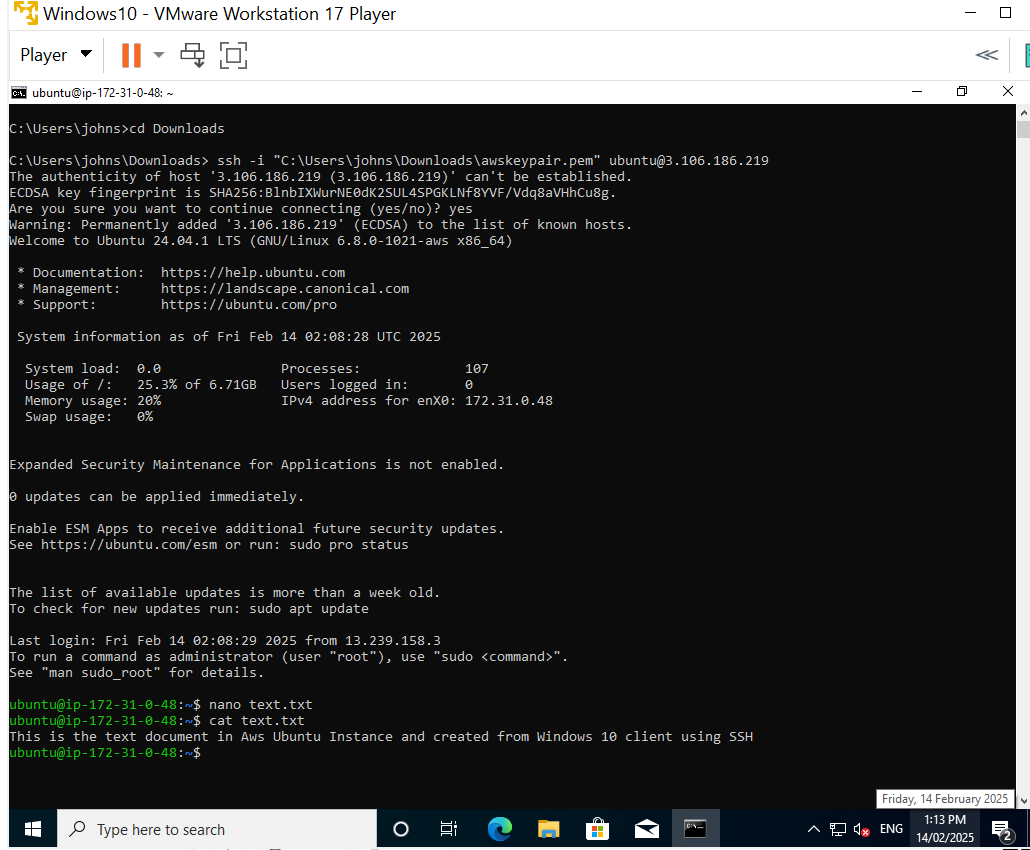 Windows10 - VMware Workstation 17 Player
Player
ubuntu@ip-172-31-0-48: ~
C:\Users\johns>cd Downloads
C:\Users\johns\Downloads> ssh -i "C:\Users\johns\Downloads\awskeypair.pem" ubuntu@3.106.186.219
The authenticity of host '3.106.186.219 (3.106.186.219)' can't be established.
ECDSA key fingerprint is SHA256:BlnbIXWurNE0dK2SUL4SPGKLNf8YVF/Vdq8aVHhCu8g.
Are you sure you want to continue connecting (yes/no)? yes
Warning: Permanently added '3.106.186.219' (ECDSA) to the list of known hosts.
Welcome to Ubuntu 24.04.1 LTS (GNU/Linux 6.8.0-1021-aws x86_64)
* Documentation:  https://help.ubuntu.com
* Management:     https://landscape.canonical.com
* Support:        https://ubuntu.com/pro
System information as of Fri Feb 14 02:08:28 UTC 2025
System load:  0.0               Processes:             107
Usage of /:   25.3% of 6.71GB   Users logged in:       0
Memory usage: 20%               IPv4 address for enX0: 172.31.0.48
Swap usage:   0%
Expanded Security Maintenance for Applications is not enabled.
0 updates can be applied immediately.
Enable ESM Apps to receive additional future security updates.
See https://ubuntu.com/esm or run: sudo pro status
The list of available updates is more than a week old.
To check for new updates run: sudo apt update
Last login: Fri Feb 14 02:08:29 2025 from 13.239.158.3
To run a command as administrator (user "root"), use "sudo <command>".
See "man sudo_root" for details.
ubuntu@ip-172-31-0-48:~$ nano text.txt
ubuntu@ip-172-31-0-48:~$ cat text.txt
This is the text document in Aws Ubuntu Instance and created from Windows 10 client using SSH
ubuntu@ip-172-31-0-48:~$
Friday, 14 February 2025
Type here to search
ENG
1:13 PM
14/02/2025
2